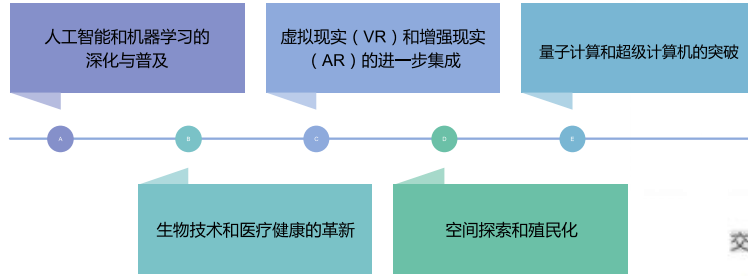 人工智能和机器学习的
深化与普及
虚拟现实（VR）和增强现实
（AR）的进一步集成
量子计算和超级计算机的突破
A
B
C
D
E
生物技术和医疗健康的革新
空间探索和殖民化
交